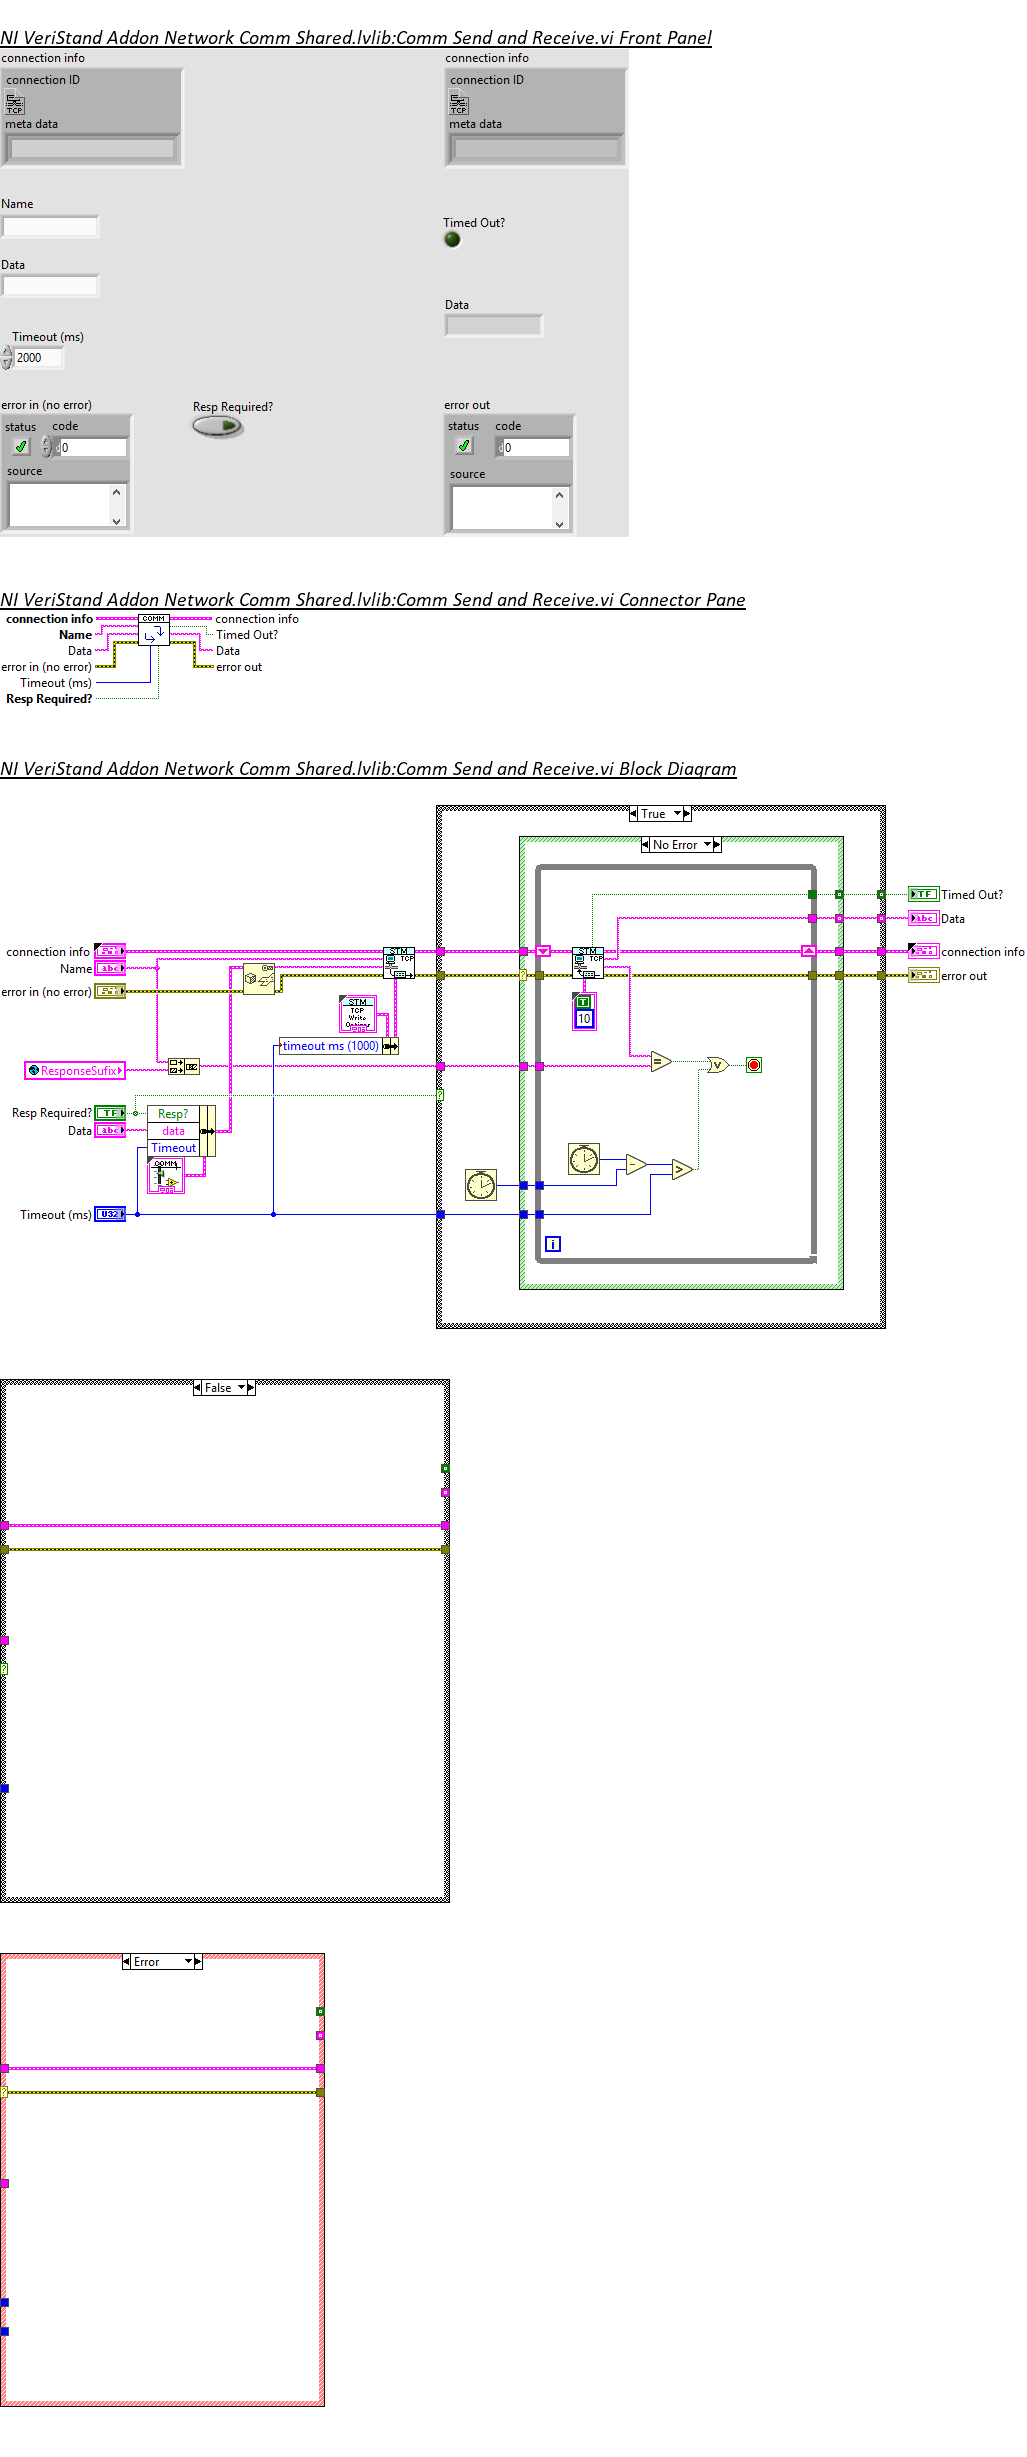 NI VeriStand Addon Network Comm Shared.lvlib:Comm Send and Receive.vi Front Panel
connection info
connection ID
TCP
meta data
connection info
connection ID
TCP
meta data
Name
Timed Out?
Data
Data
Timeout (ms)
2000
error in (no error)
status code
d 0
source
Resp Required?
error out
status code
d 0
source
NI VeriStand Addon Network Comm Shared.lvlib:Comm Send and Receive.vi Connector Pane
connection info
Name
Data
error in (no error)
Timeout (ms)
Resp Required?
COMM
connection info
Timed Out?
Data
error out
NI VeriStand Addon Network Comm Shared.lvlib:Comm Send and Receive.vi Block Diagram
True
No Error
TF Timed Out?
abc Data
connection info
error out
connection info
Name abc
error in (no error)
STM
TCP
STM
TCP
STM
TCP
Write
Options
T
10
timeout ms (1000)
ResponseSufix
=
v
?
?
Resp Required? TF
Data abc
Resp?
data
Timeout
COMM
-
>
Timeout (ms) U32
i
False
?
Error
?